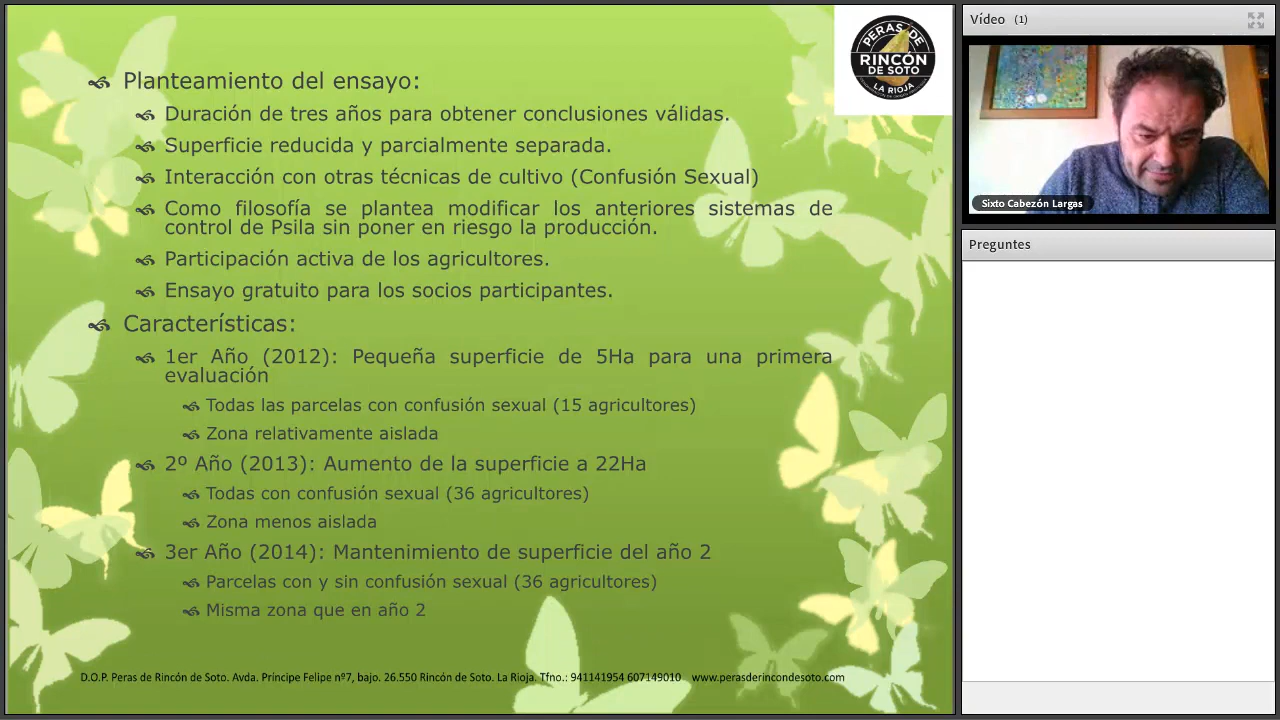 Planteamiento del ensayo:
Duración de tres años para obtener conclusiones válidas.
Superficie reducida y parcialmente separada.
Interacción con otras técnicas de cultivo (Confusión Sexual)
Como filosofía se plantea modificar los anteriores sistemas de
control de Psila sin poner en riesgo la producción.
Participación activa de los agricultores.
Ensayo gratuito para los socios participantes.
Características:
1er Año (2012): Pequeña superficie de 5Ha para una primera
evaluación
Todas las parcelas con confusión sexual (15 agricultores)
Zona relativamente aislada
2º Año (2013): Aumento de la superficie a 22Ha
Todas con confusión sexual (36 agricultores)
Zona menos aislada
3er Año (2014): Mantenimiento de superficie del año 2
Parcelas con y sin confusión sexual (36 agricultores)
Misma zona que en año 2
D.O.P. Peras de Rincón de Soto. Avda. Príncipe Felipe nº7, bajo. 26.550 Rincón de Soto. La Rioja. Tfno.: 941141954 607149010 www.perasderincondesoto.com
PERAS DE
RINCÓN
DE SOTO
LA RIOJA
Vídeo (1)
Sixto Cabezón Largas
Preguntes